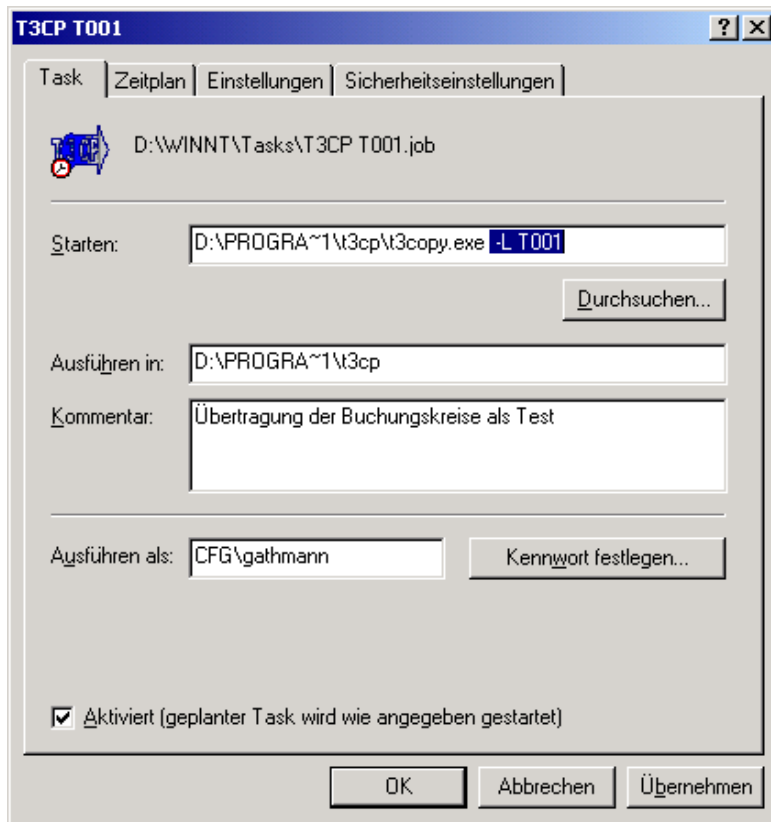 T3CP T001
Task Zeitplan Einstellungen Sicherheitseinstellungen
T3CP
D:\WINNT\Tasks\T3CP T001.job
Starten: D:\PROGRA~1\t3cp\t3copy.exe -L T001
Durchsuchen...
Ausführen in: D:\PROGRA~1\t3cp
Kommentar: Übertragung der Buchungskreise als Test
Ausführen als: CFG\gathmann Kennwort festlegen...
Aktiviert (geplanter Task wird wie angegeben gestartet)
OK Abbrechen Übernehmen